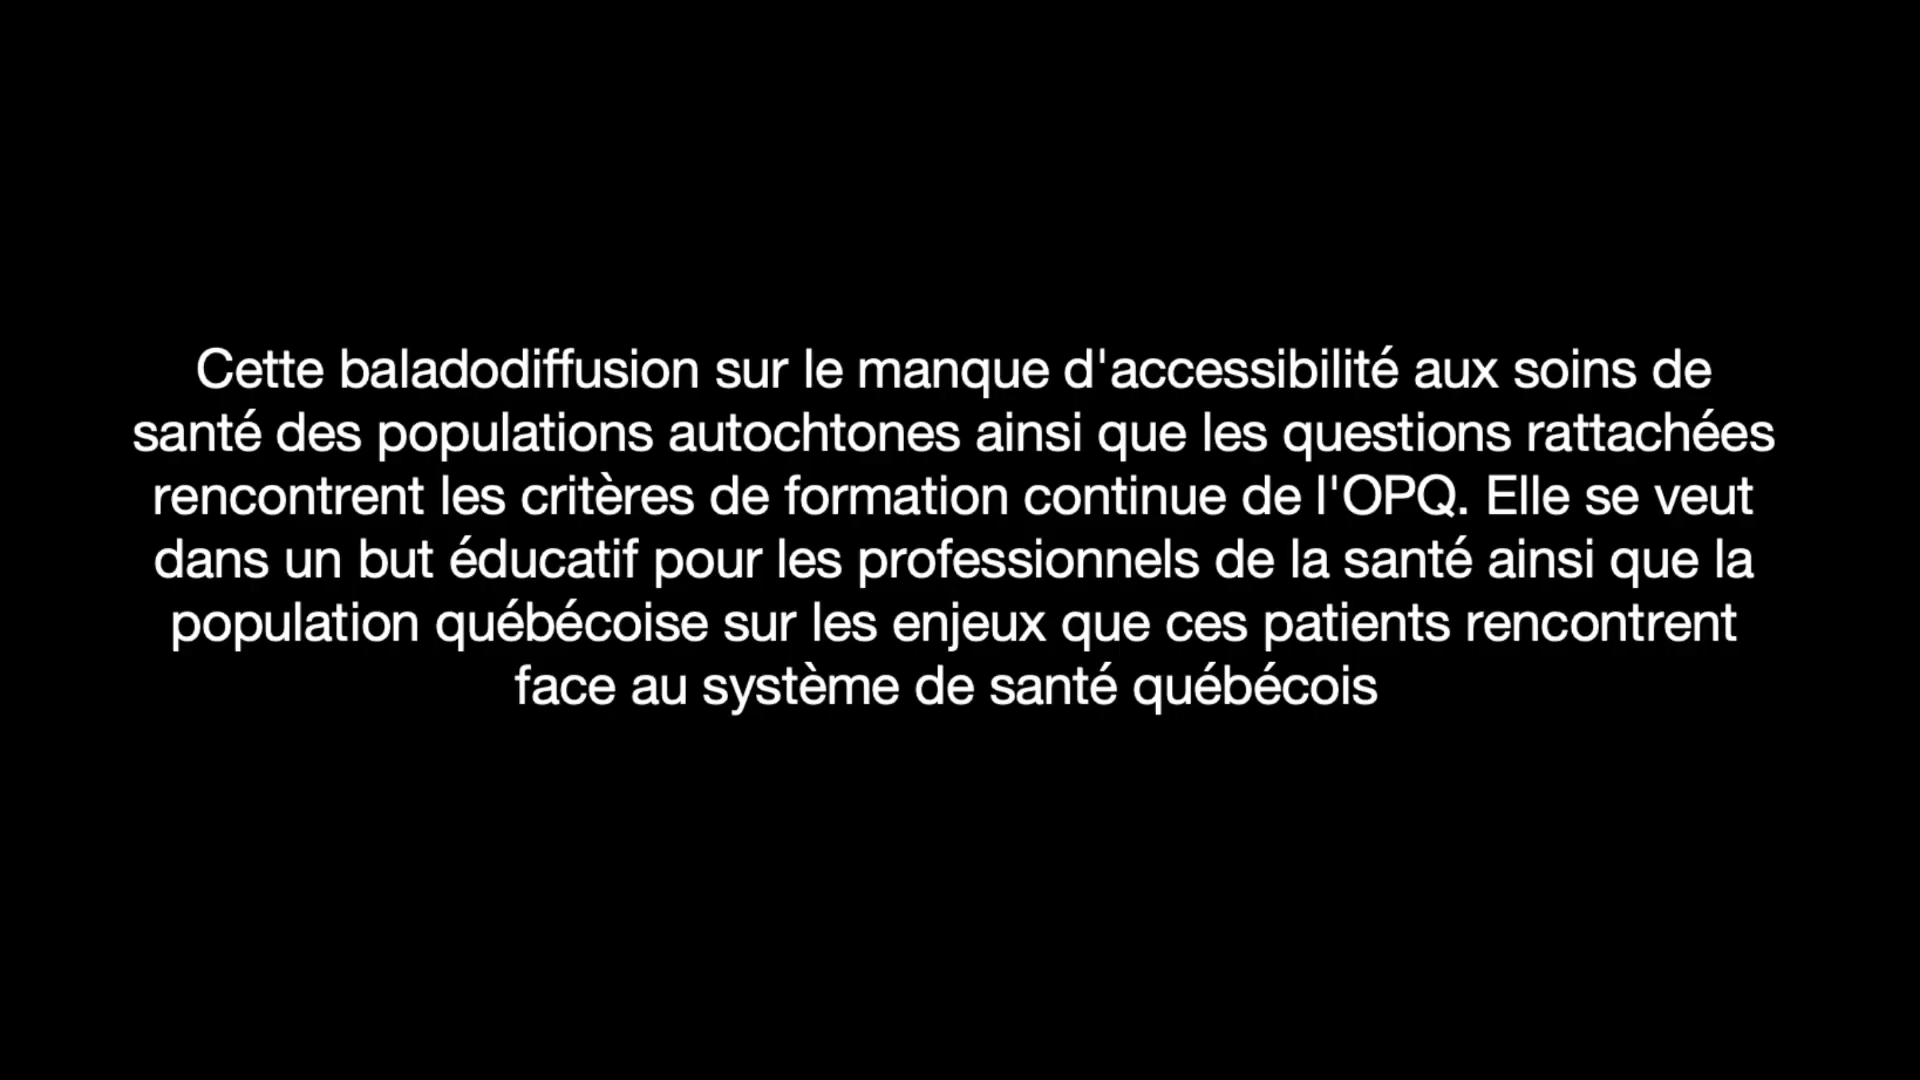 Cette baladodiffusion sur le manque d'accessibilité aux soins de
santé des populations autochtones ainsi que les questions rattachées
rencontrent les critères de formation continue de l'OPQ. Elle se veut
dans un but éducatif pour les professionnels de la santé ainsi que la
population québécoise sur les enjeux que ces patients rencontrent
face au système de santé québécois